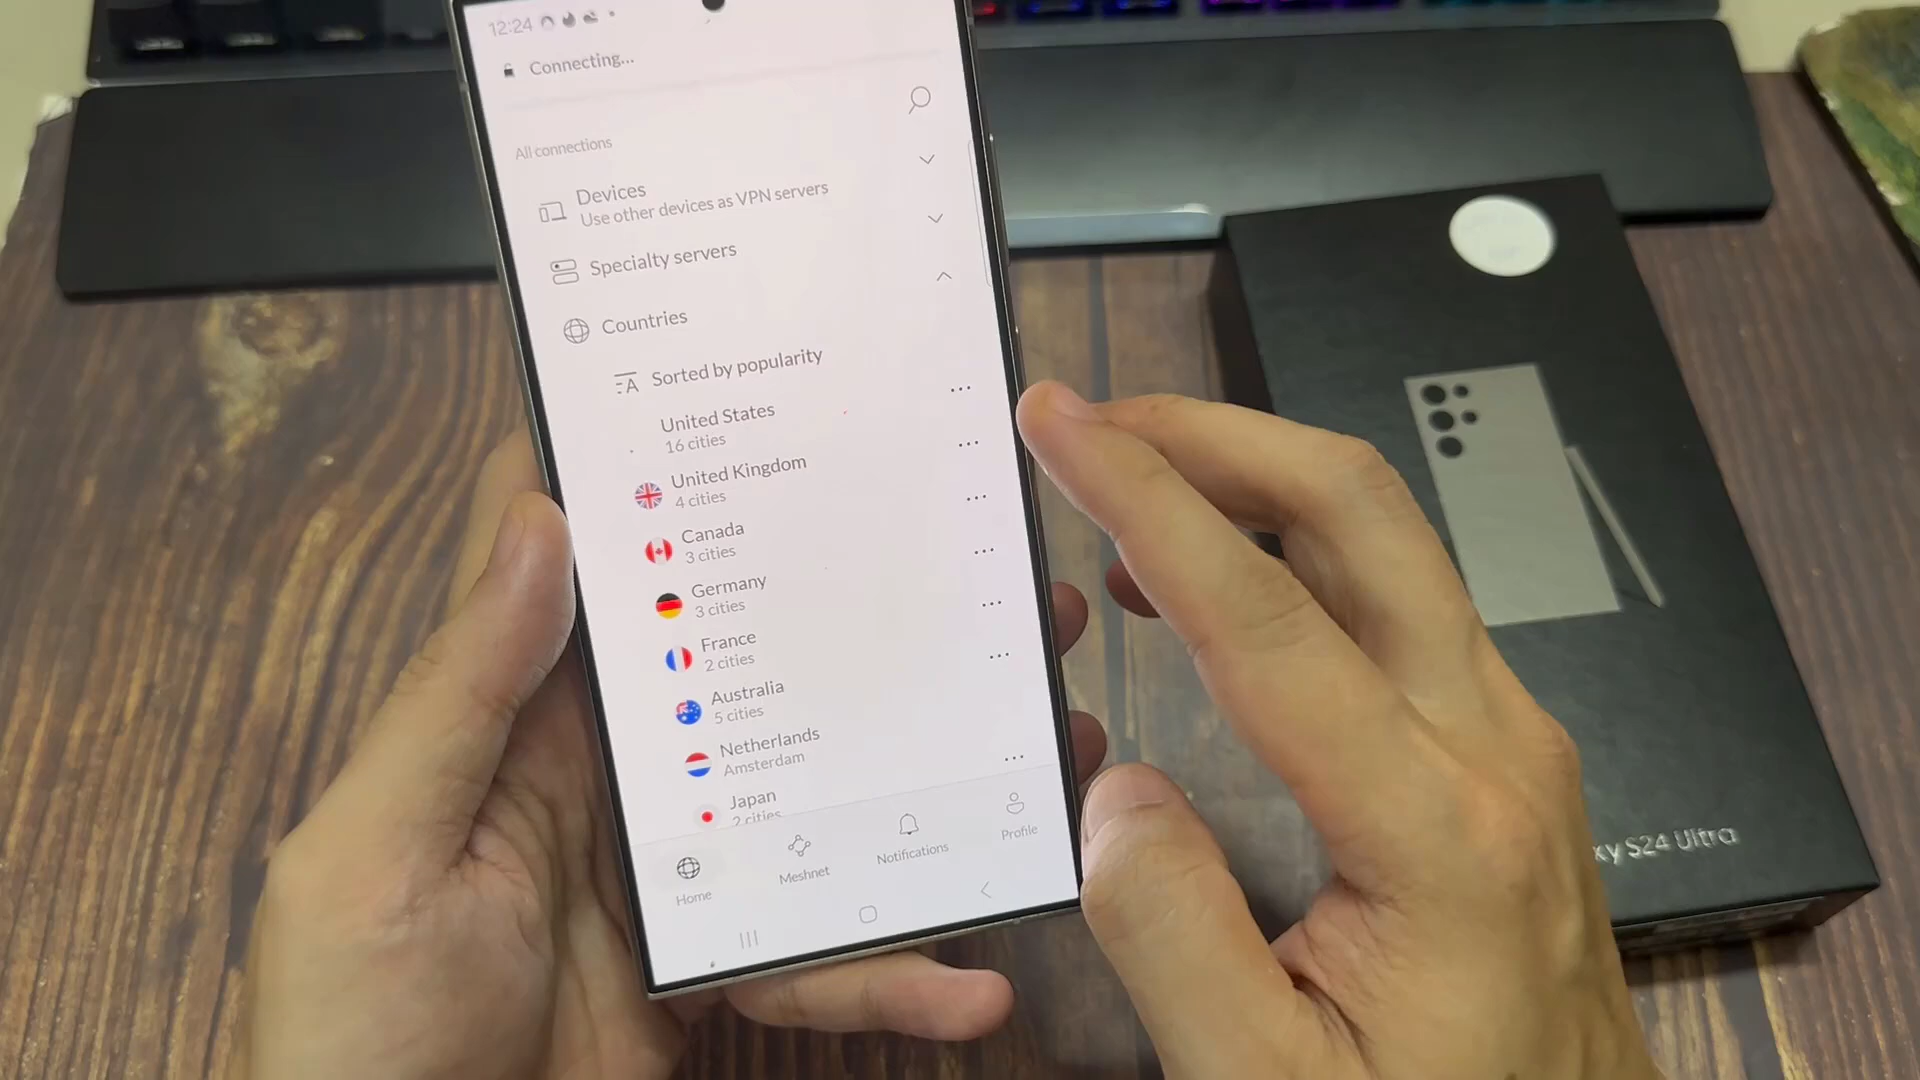 12:24
Connecting...
All connections
Devices
Use other devices as VPN servers
Specialty servers
Countries
Sorted by popularity
United States
16 cities
United Kingdom
4 cities
Canada
3 cities
Germany
3 cities
France
2 cities
Australia
5 cities
Netherlands
Amsterdam
Japan
2 cities
Home
Meshnet
Notifications
Profile
xy S24 Ultra